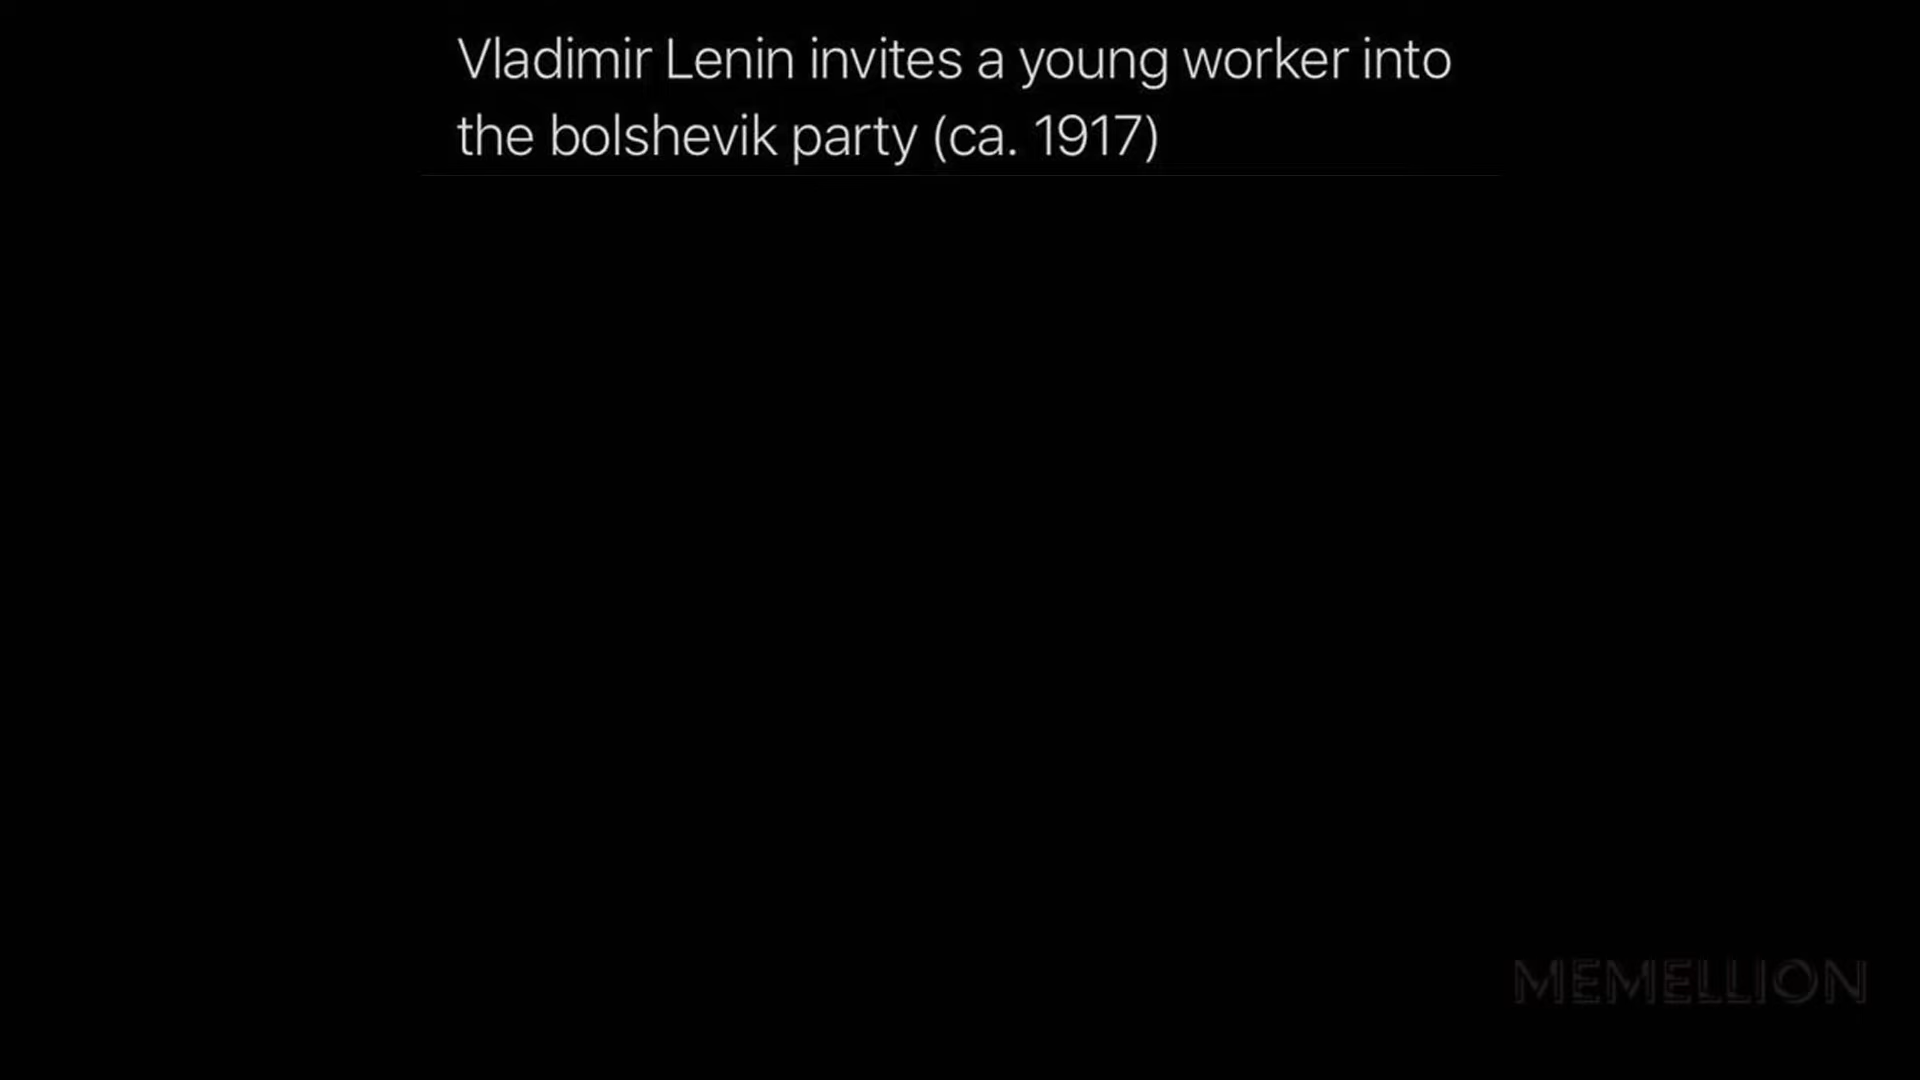 Vladimir Lenin invites a young worker into
the bolshevik party (ca. 1917)
MEMELLION